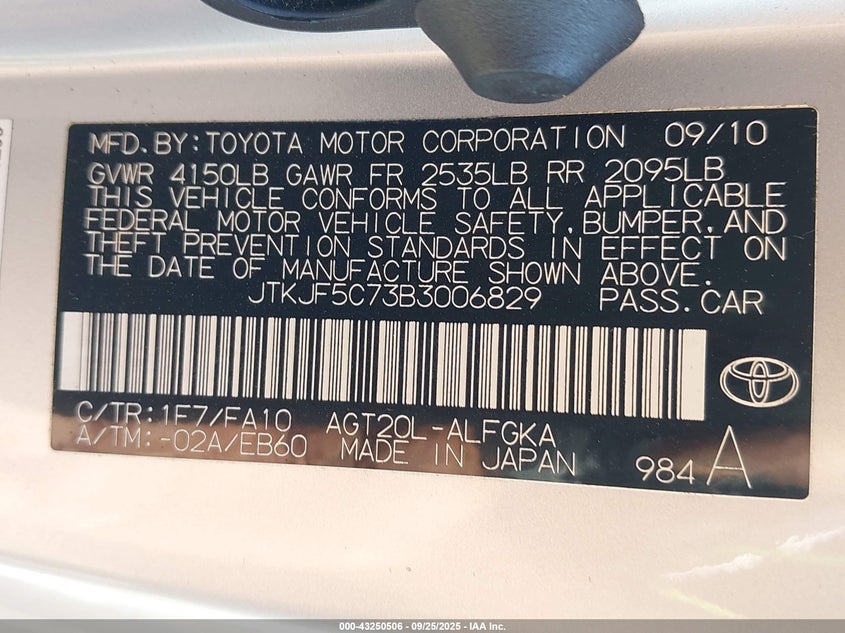 MFD. BY: TOYOTA MOTOR CORPORATION 09/10
GVWR 4150LB GAWR FR 2535LB RR 2095LB
THIS VEHICLE CONFORMS TO ALL APPLICABLE
FEDERAL MOTOR VEHICLE SAFETY, BUMPER, AND
THEFT PREVENTION STANDARDS IN EFFECT ON
THE DATE OF MANUFACTURE SHOWN ABOVE.
JTKJF5C73B3006829 PASS. CAR
C/TR: 1F7/FA10 AGT20L-ALFGKA
A/TM: -02A/EB60 MADE IN JAPAN
984 A
000-43250506 - 09/25/2025 - IAA Inc.